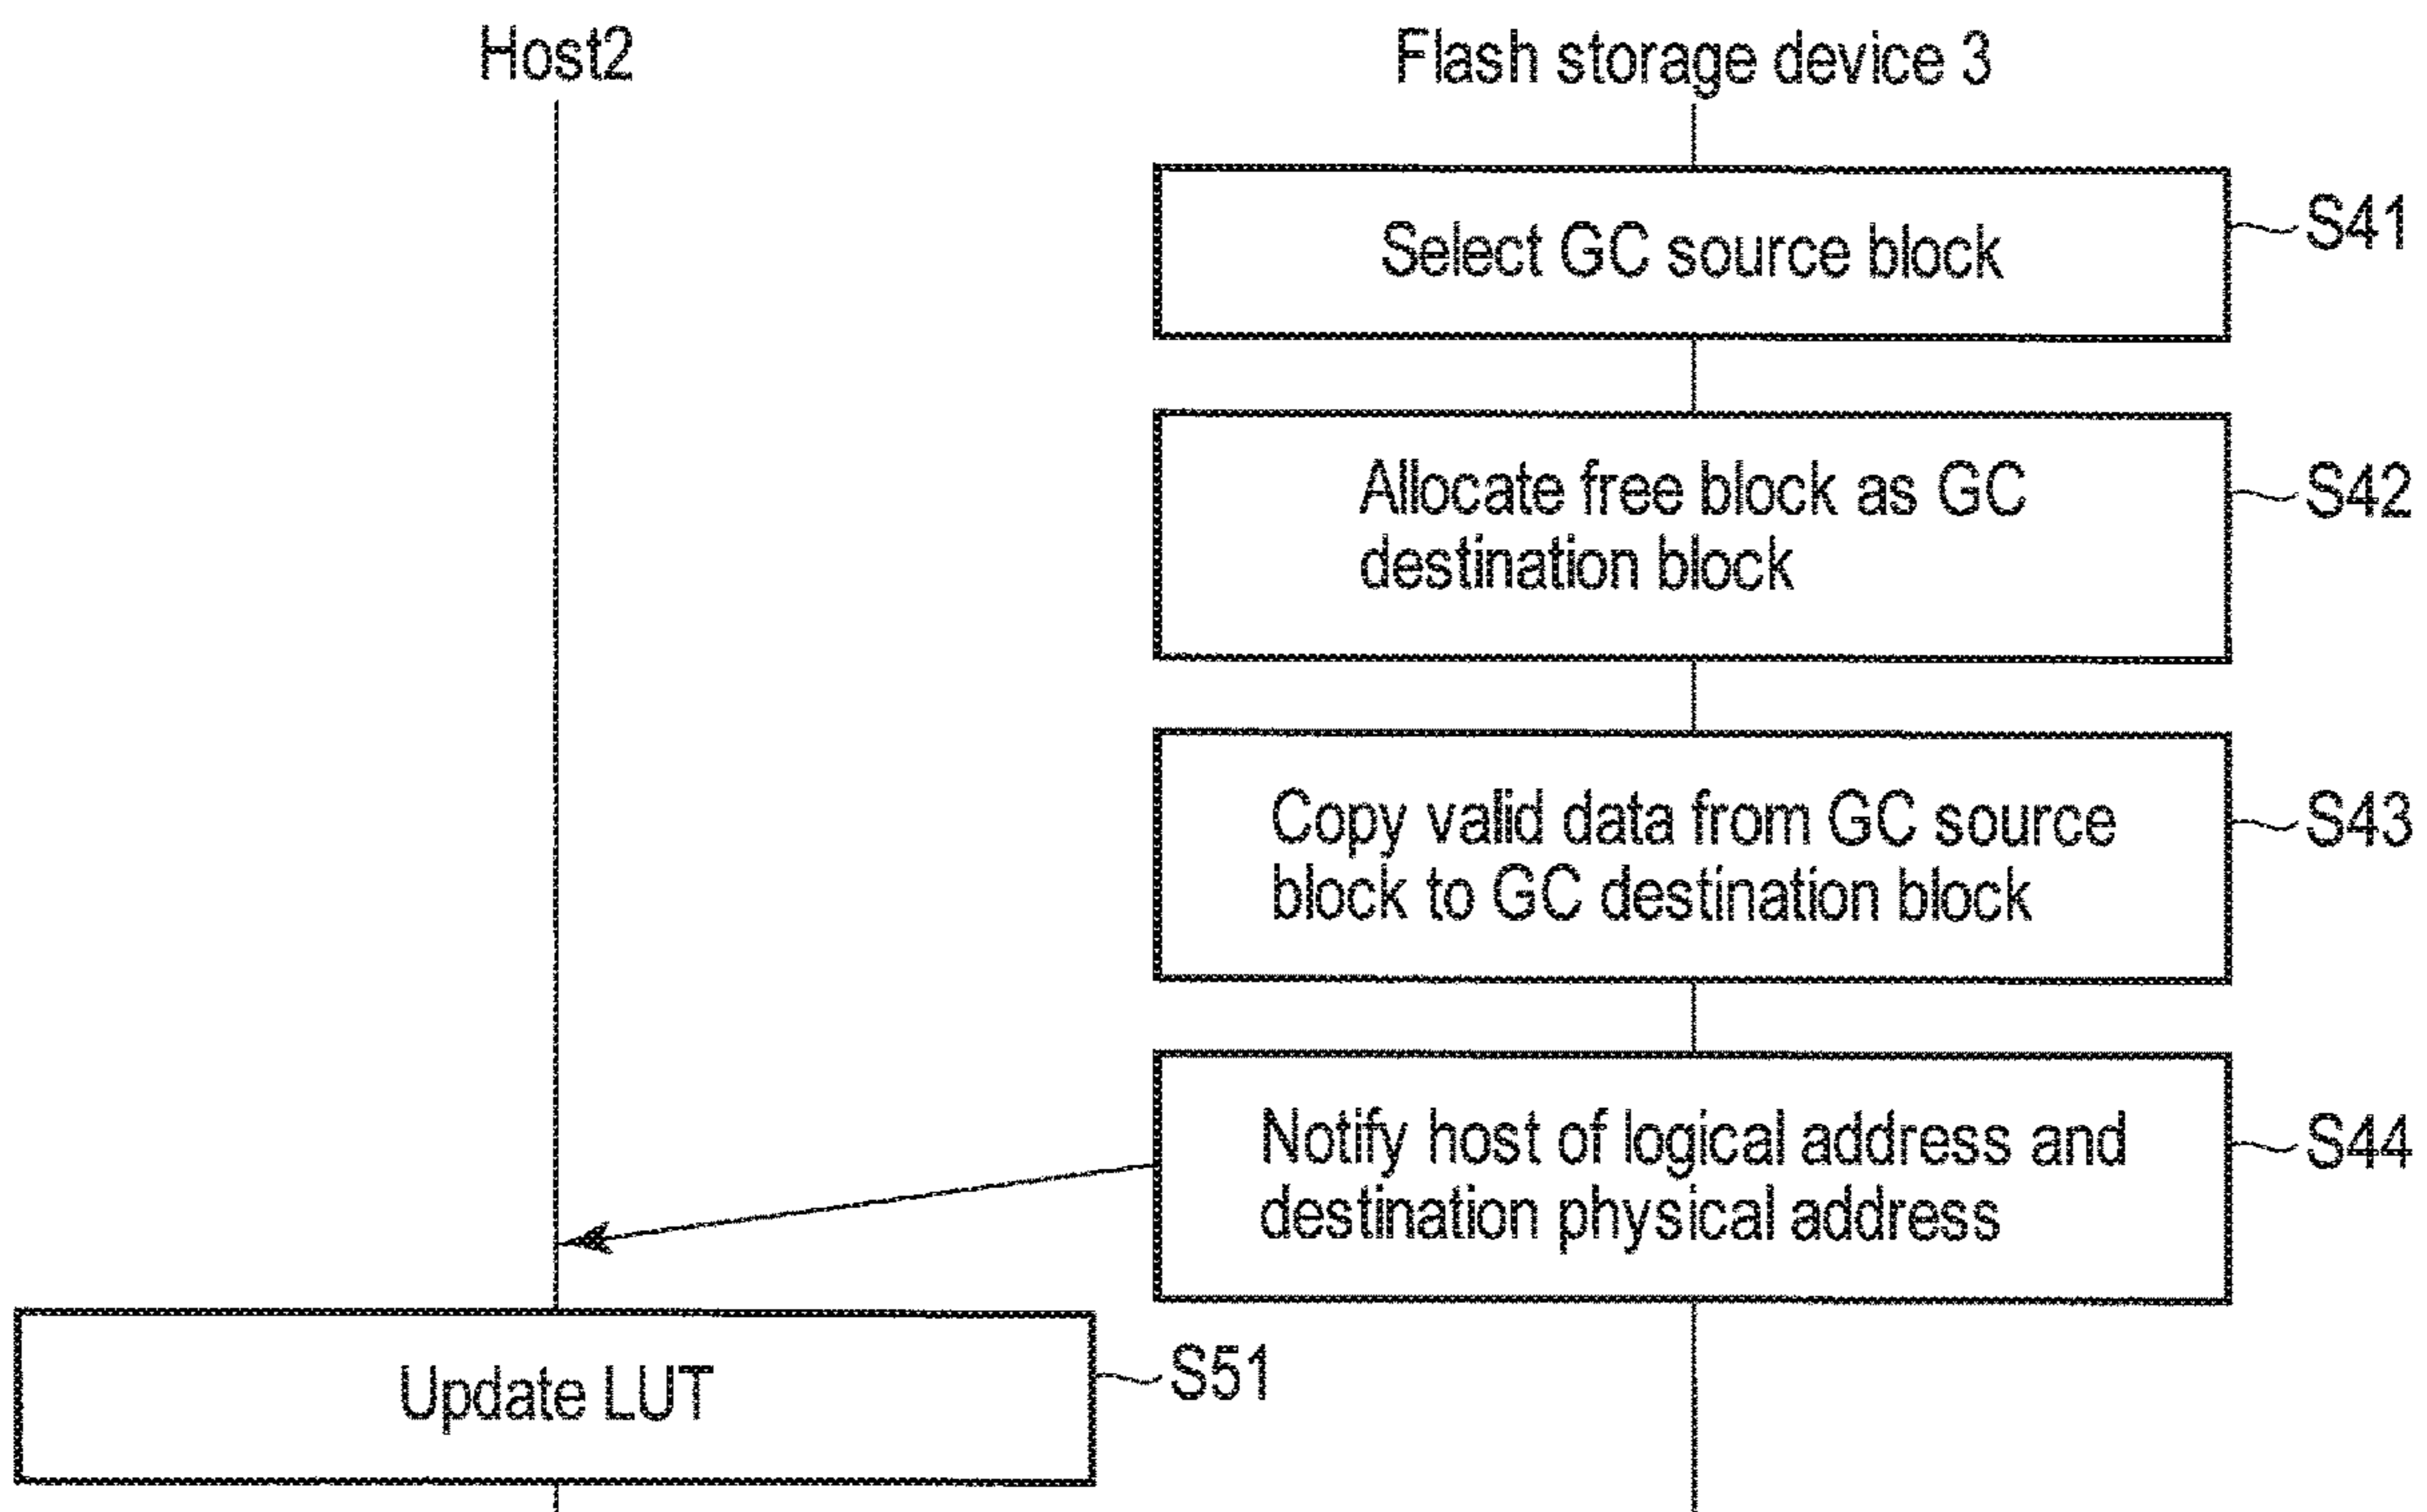 Host2
Flash storage device 3
Select GC source block
S41
Allocate free block as GC
destination block
S42
Copy valid data from GC source
block to GC destination block
S43
Notify host of logical address and
destination physical address
S44
Update LUT
S51